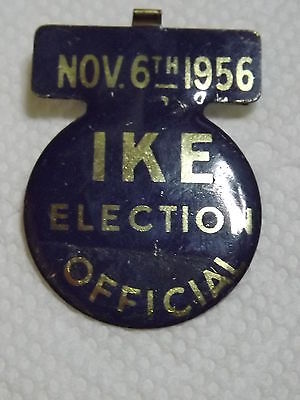 NOV. 6TH 1956
IKE
ELECTION
OFFICIAL